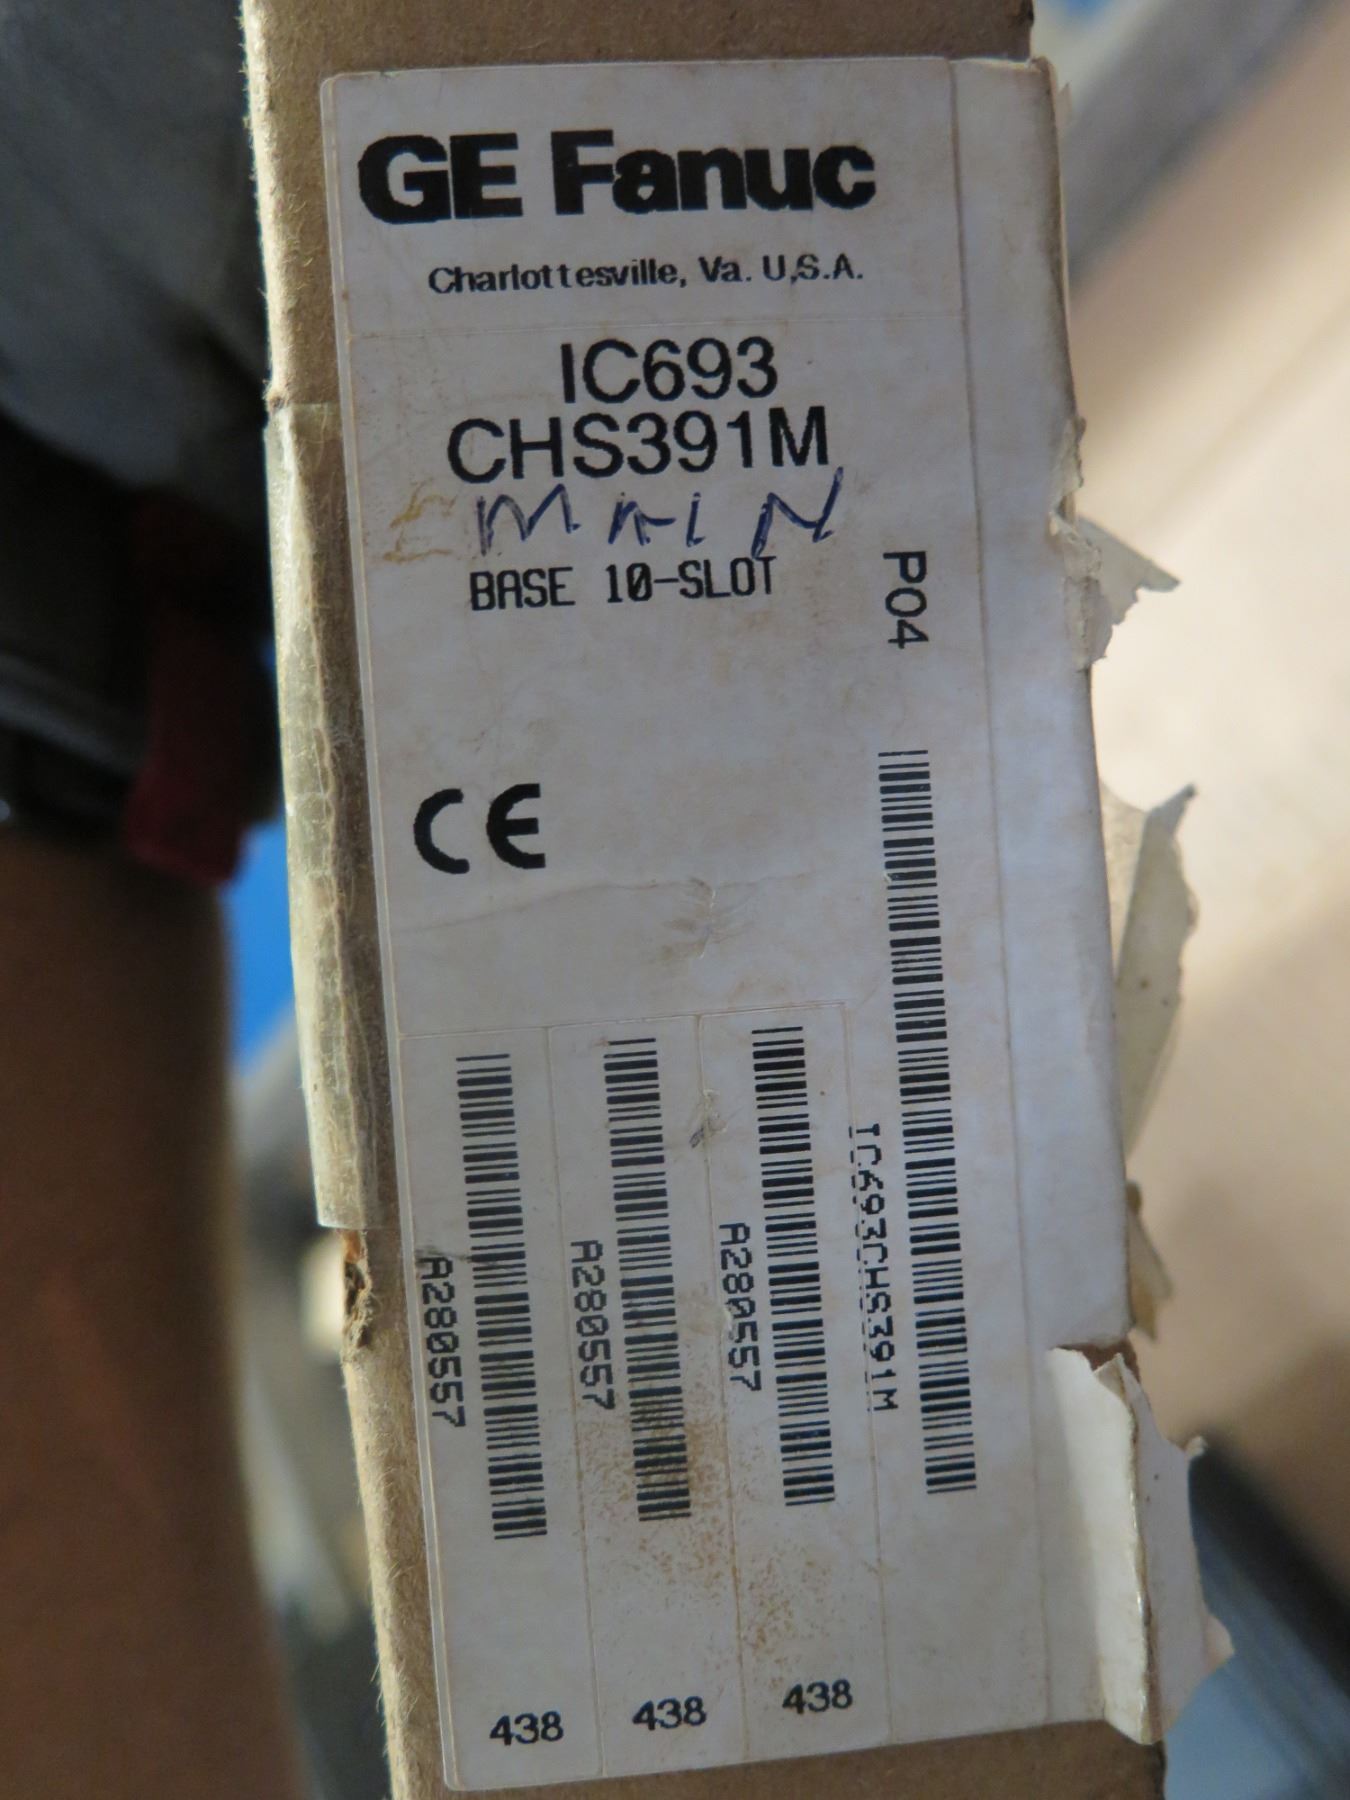 GE Fanuc
Charlottesville, Va. U.S.A.
IC693
CHS391M
MAIN
BASE 10-SLOT
P04
CE
IC693CHS391M
A280557
A280557
A280557
438
438
438